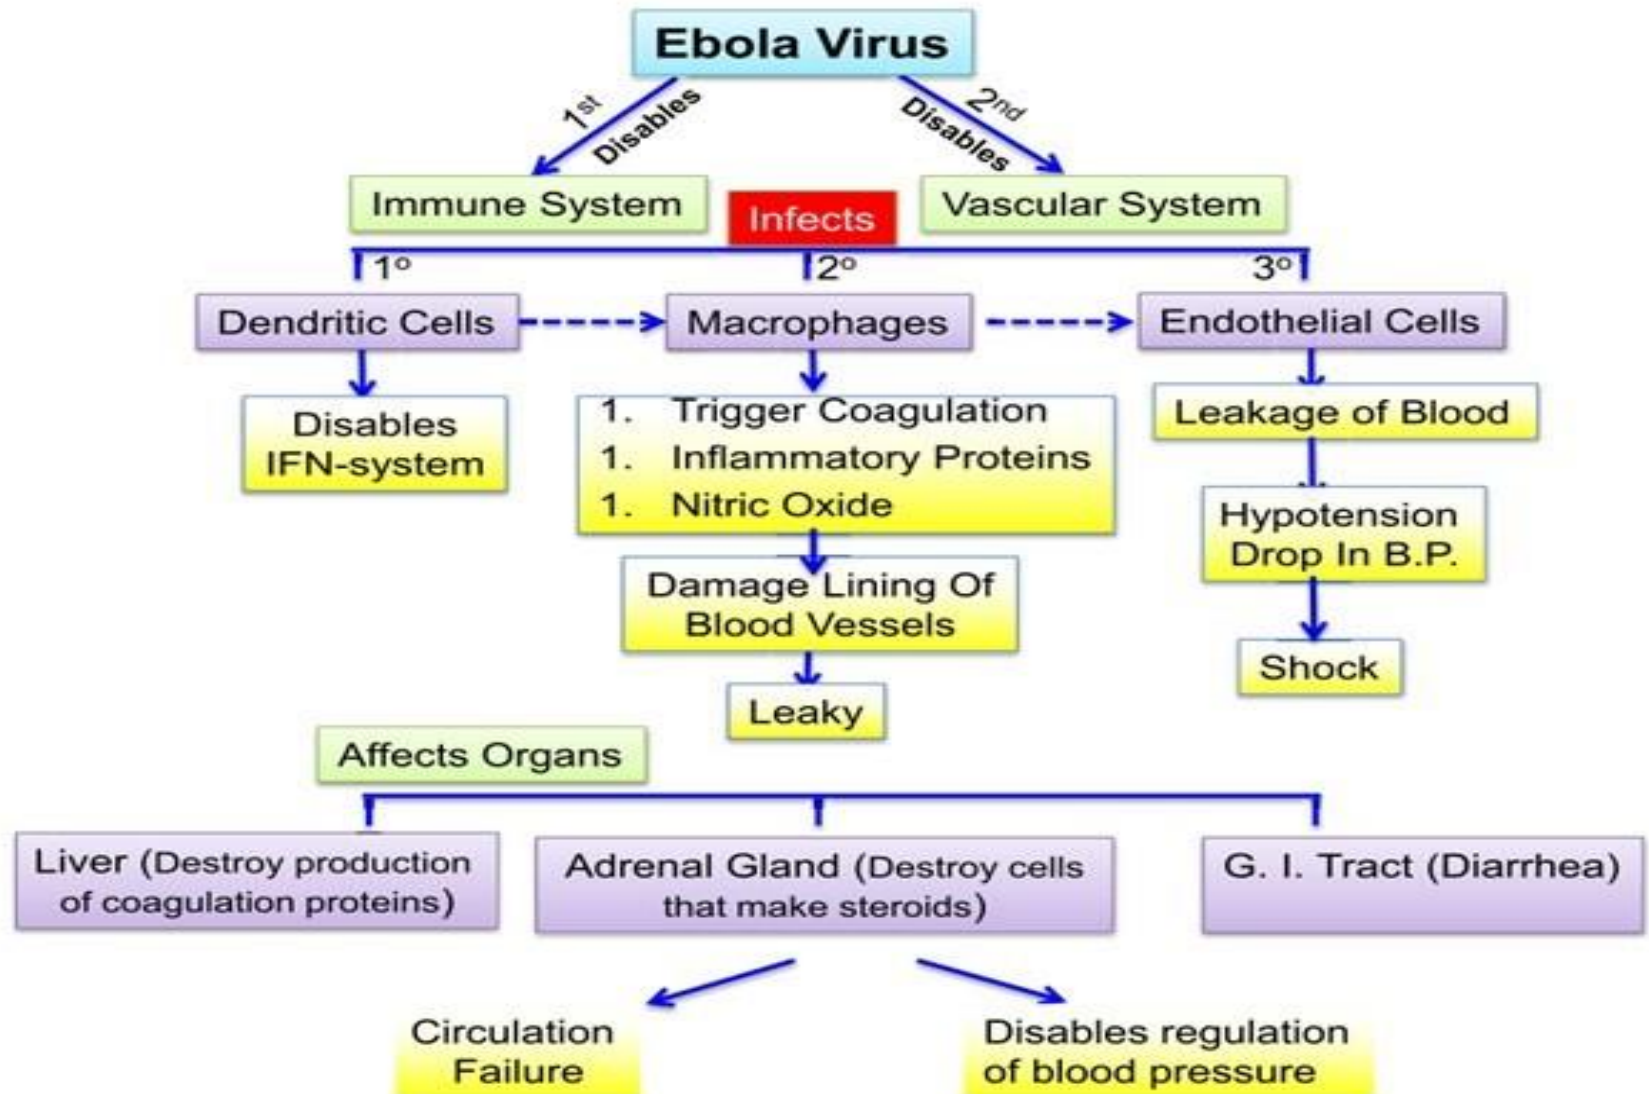 Ebola Virus
1st
Disables
2nd
Disables
Immune System
Infects
Vascular System
1o
2o
3o
Dendritic Cells
Macrophages
Endothelial Cells
Disables
IFN-system
1. Trigger Coagulation
1. Inflammatory Proteins
1. Nitric Oxide
Leakage of Blood
Hypotension
Drop In B.P.
Damage Lining Of
Blood Vessels
Shock
Leaky
Affects Organs
Liver (Destroy production
of coagulation proteins)
Adrenal Gland (Destroy cells
that make steroids)
G. I. Tract (Diarrhea)
Circulation
Failure
Disables regulation
of blood pressure